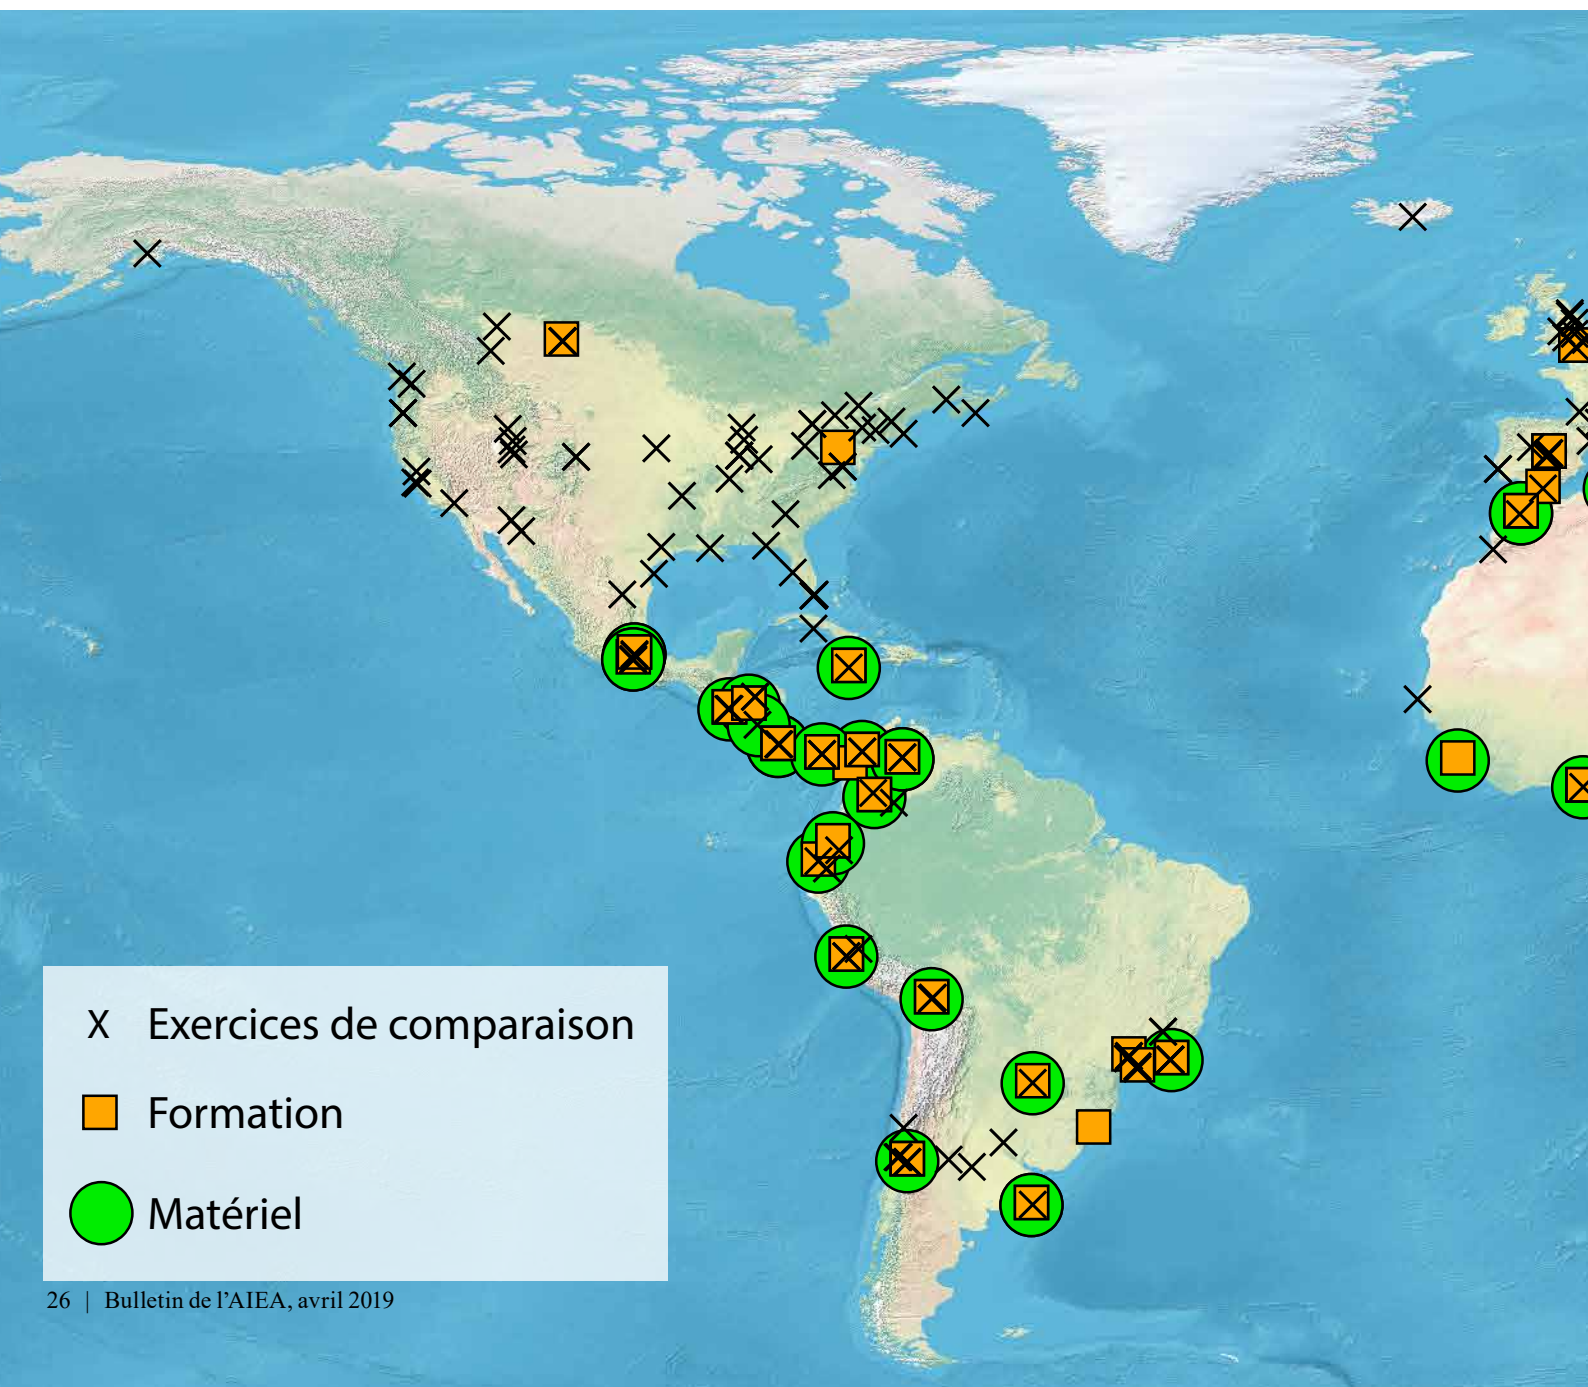 X Exercices de comparaison
Formation
Matériel
26 | Bulletin de l’AIEA, avril 2019